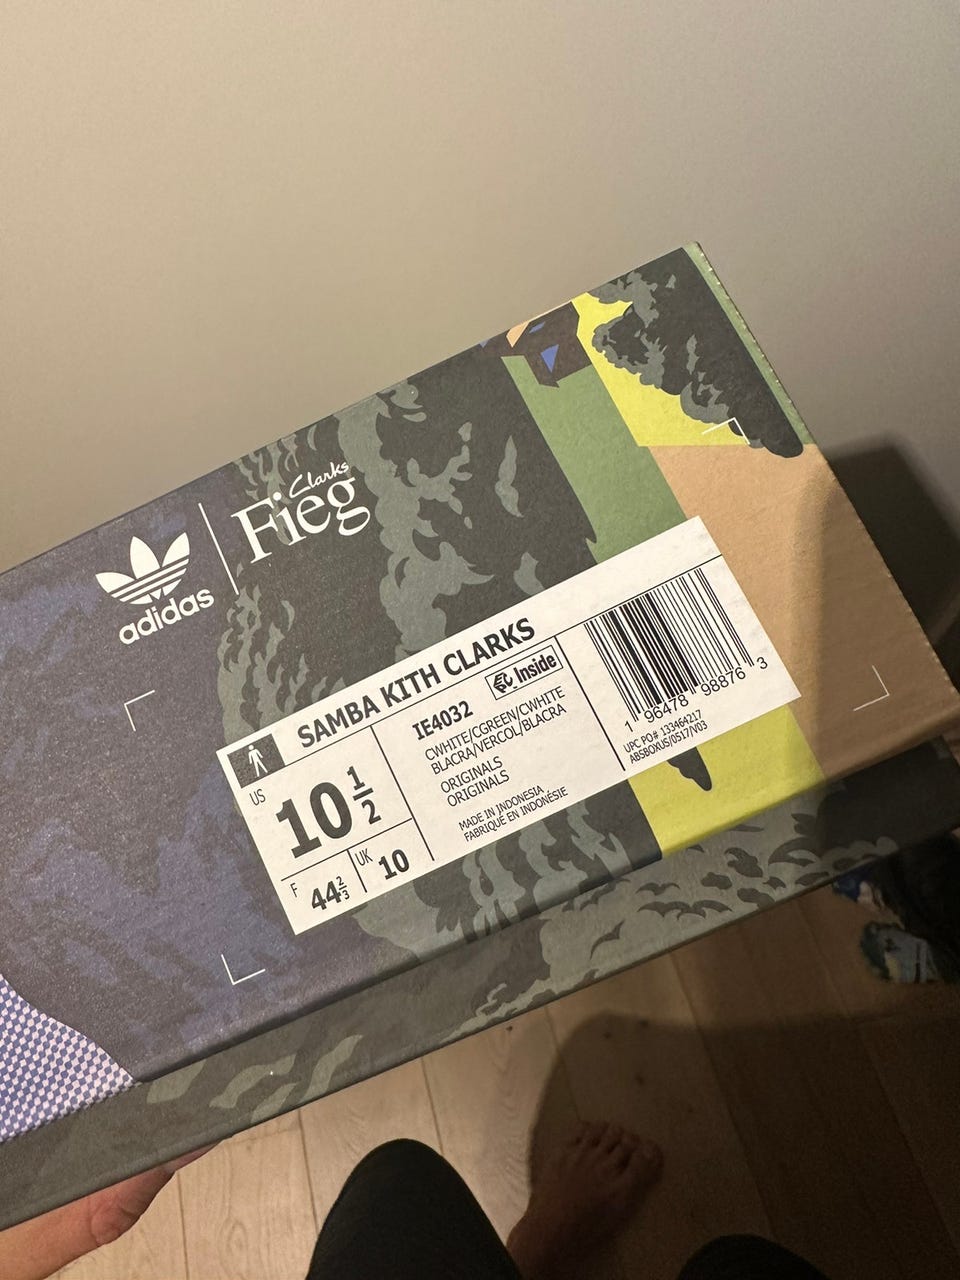 adidas
Clarks
Fieg
SAMBA KITH CLARKS
US
10 1/2
F
44 2/3
UK
10
IE4032
Inside
CWHITE/CGREEN/CWHITE
BLACRA/VERCOL/BLACRA
ORIGINALS
ORIGINALS
MADE IN INDONESIA
FABRIQUÉ EN INDONÉSIE
1 96478 98876 3
UPC PO# 133464217
ABSBOXUS/0517/V03